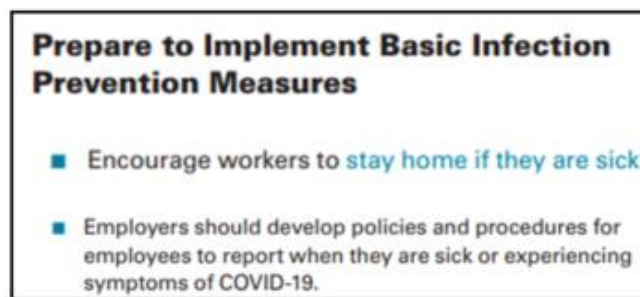 Prepare to Implement Basic Infection
Prevention Measures
■ Encourage workers to stay home if they are sick
■ Employers should develop policies and procedures for
employees to report when they are sick or experiencing
symptoms of COVID-19.